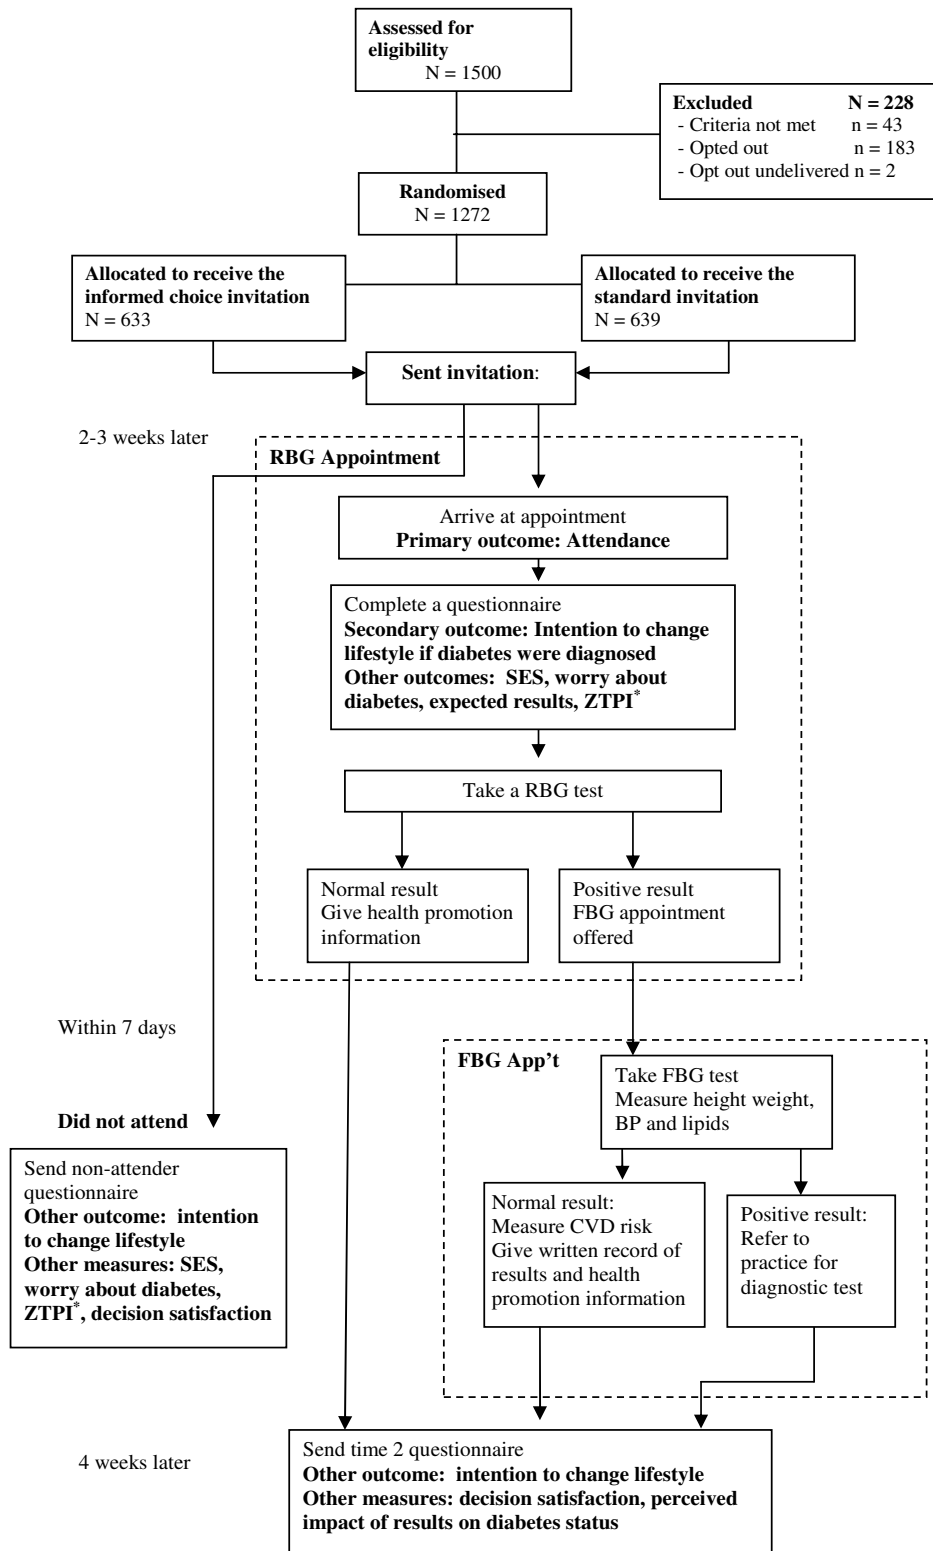 Assessed for
eligibility
N = 1500
Excluded N = 228
- Criteria not met n = 43
- Opted out n = 183
- Opt out undelivered n = 2
Randomised
N = 1272
Allocated to receive the
informed choice invitation
N = 633
Allocated to receive the
standard invitation
N = 639
Sent invitation:
2-3 weeks later
RBG Appointment
Arrive at appointment
Primary outcome: Attendance
Complete a questionnaire
Secondary outcome: Intention to change
lifestyle if diabetes were diagnosed
Other outcomes: SES, worry about
diabetes, expected results, ZTPI*
Take a RBG test
Normal result
Give health promotion
information
Positive result
FBG appointment
offered
Within 7 days
FBG App't
Take FBG test
Measure height weight,
BP and lipids
Did not attend
Send non-attender
questionnaire
Other outcome: intention
to change lifestyle
Other measures: SES,
worry about diabetes,
ZTPI*, decision satisfaction
Normal result:
Measure CVD risk
Give written record of
results and health
promotion information
Positive result:
Refer to
practice for
diagnostic test
4 weeks later
Send time 2 questionnaire
Other outcome: intention to change lifestyle
Other measures: decision satisfaction, perceived
impact of results on diabetes status